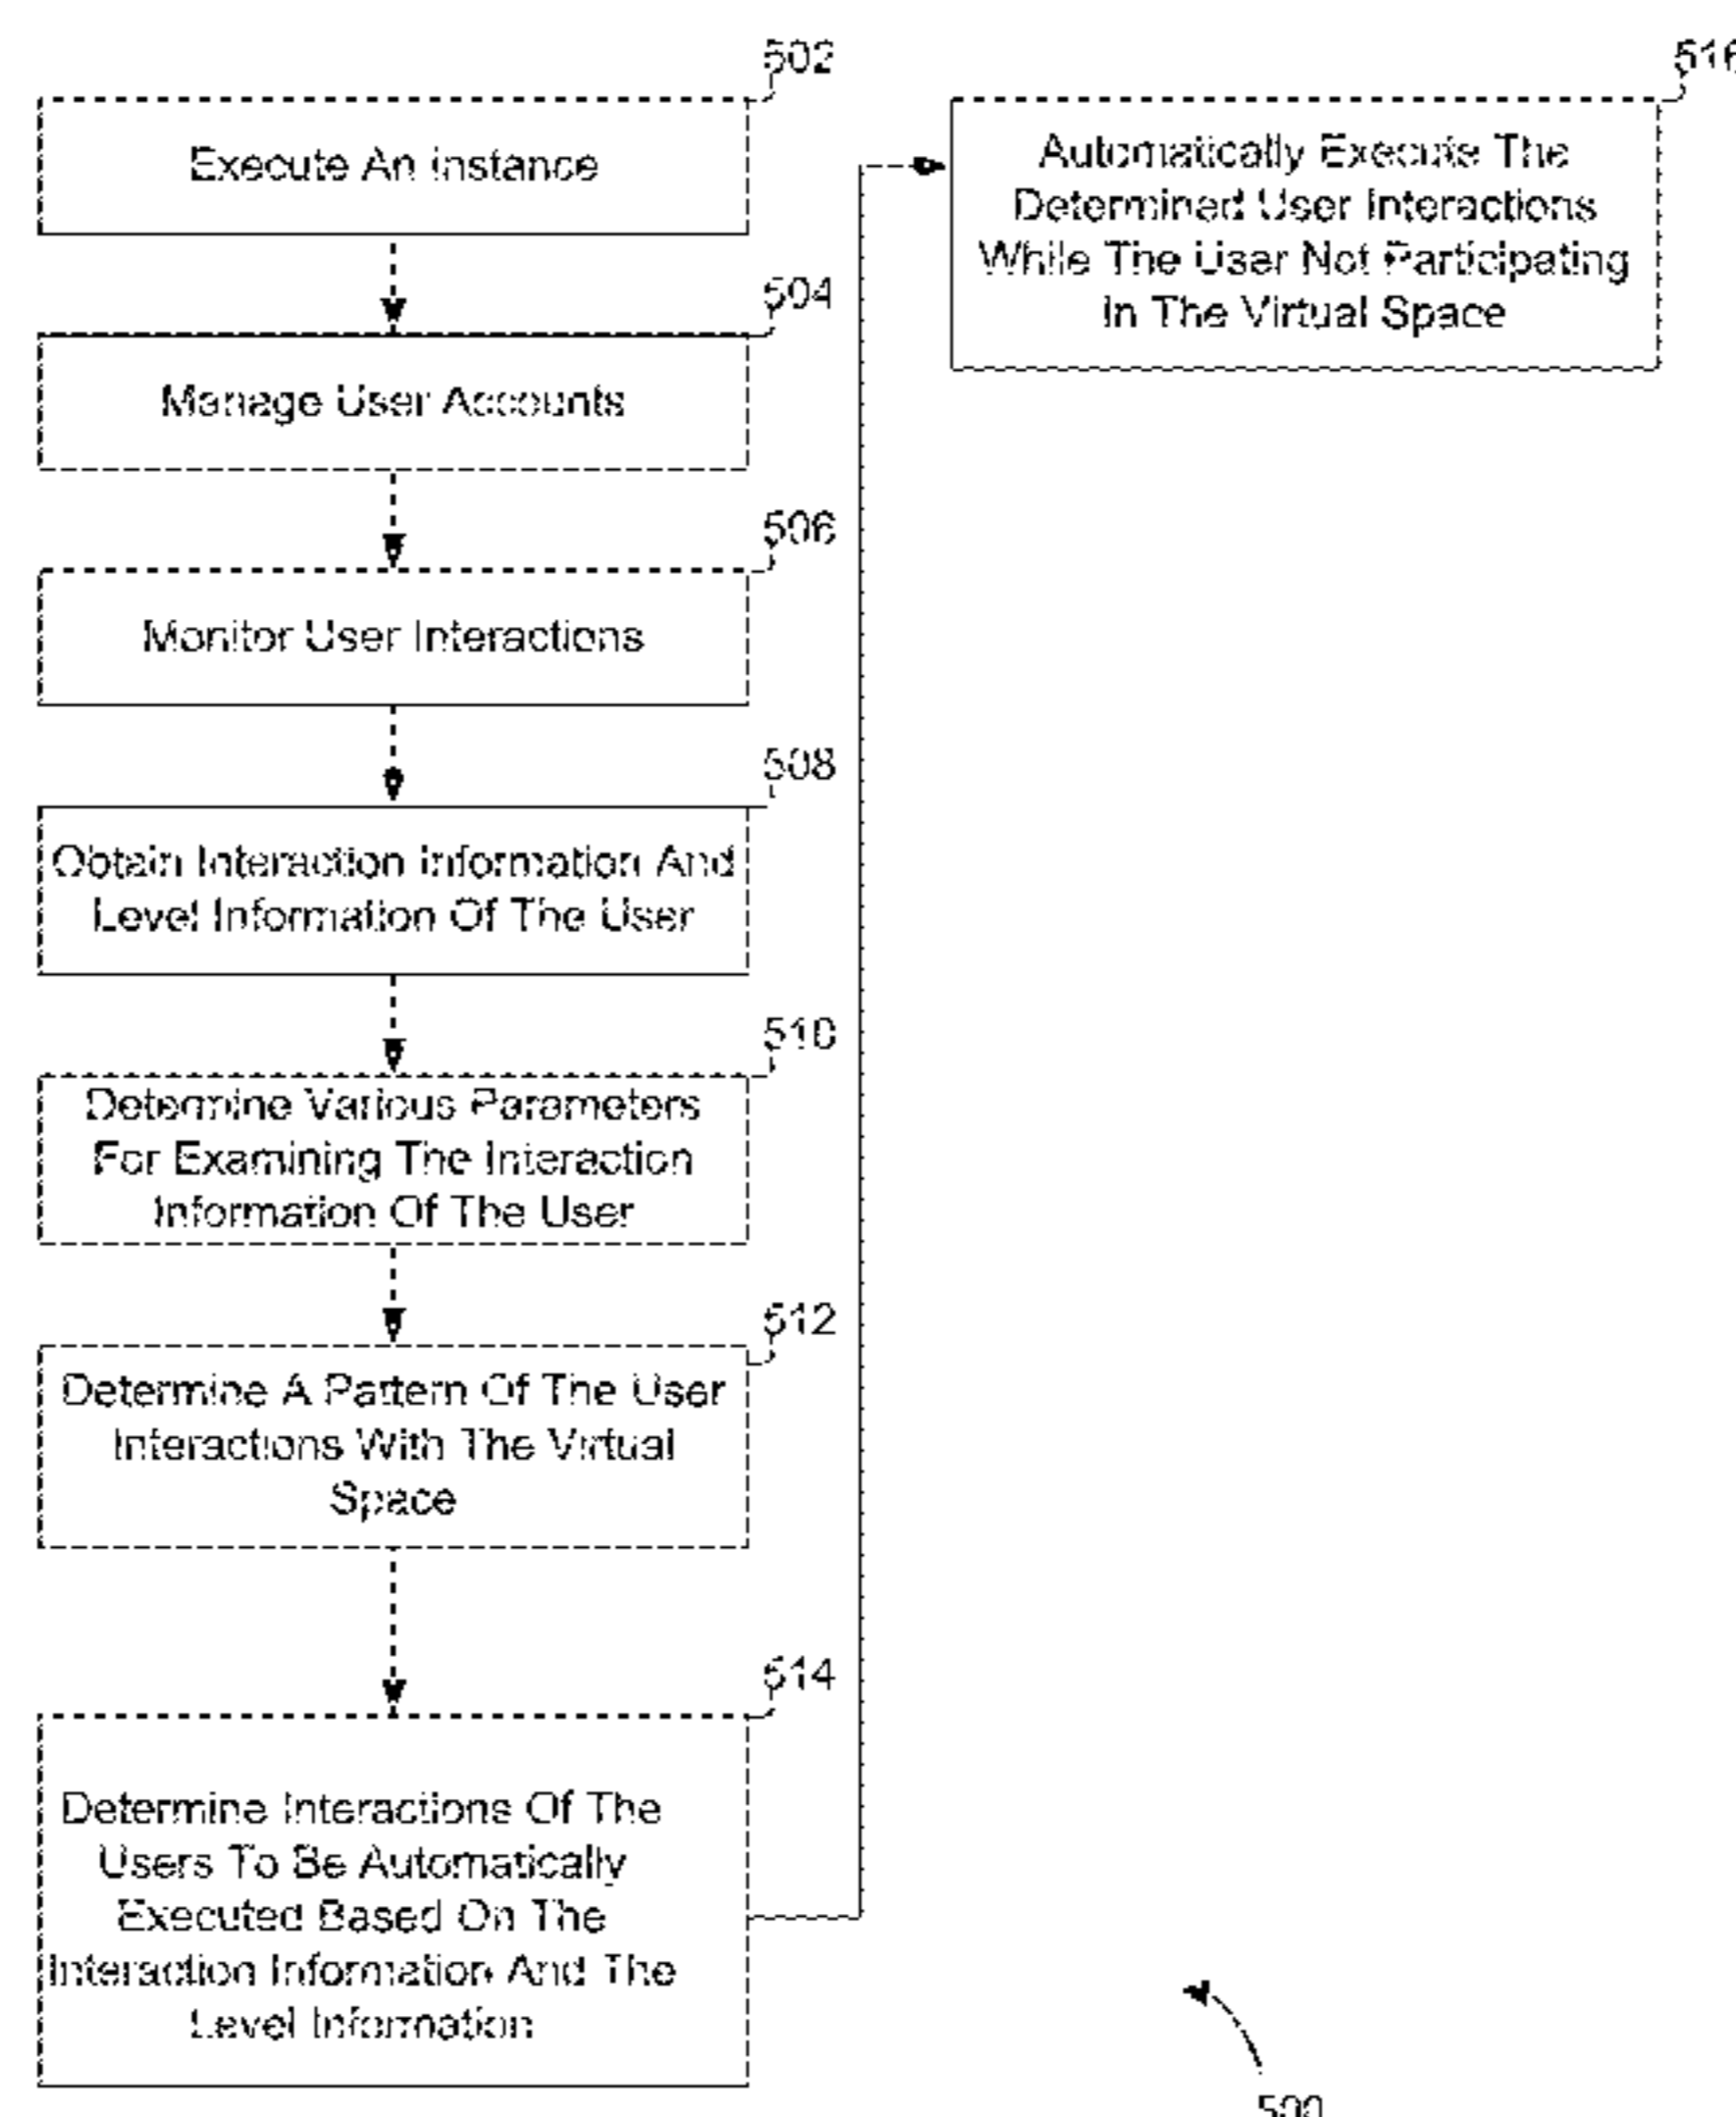 502
Execute An Instance
504
Manage User Accounts
506
Monitor User Interactions
508
Obtain Interaction Information And
Level Information Of The User
510
Determine Various Parameters
For Examining The Interaction
Information Of The User
512
Determine A Pattern Of The User
Interactions With The Virtual
Space
514
Determine Interactions Of The
Users To Be Automatically
Executed Based On The
Interaction Information And The
Level Information
516
Automatically Execute The
Determined User Interactions
While The User Not Participating
In The Virtual Space
500